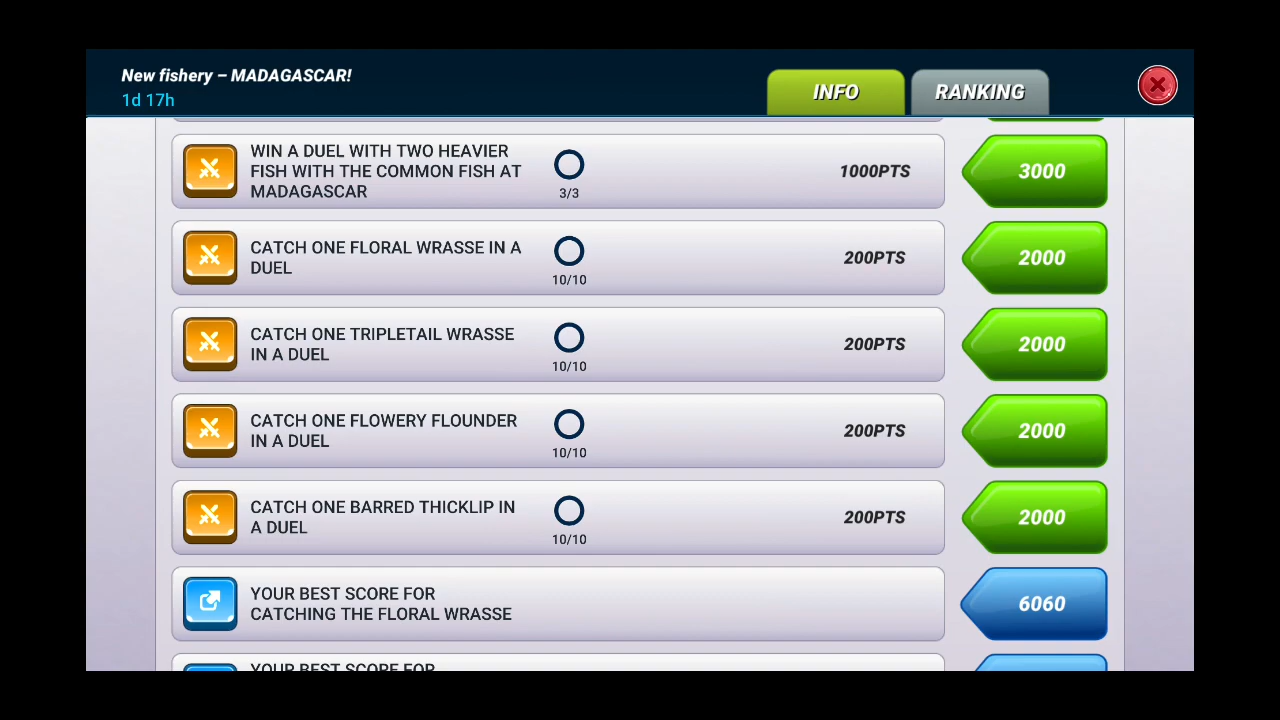 New fishery – MADAGASCAR!
1d 17h
INFO
RANKING
WIN A DUEL WITH TWO HEAVIER
FISH WITH THE COMMON FISH AT
MADAGASCAR
3/3
1000PTS
3000
CATCH ONE FLORAL WRASSE IN A
DUEL
10/10
200PTS
2000
CATCH ONE TRIPLETAIL WRASSE
IN A DUEL
10/10
200PTS
2000
CATCH ONE FLOWERY FLOUNDER
IN A DUEL
10/10
200PTS
2000
CATCH ONE BARRED THICKLIP IN
A DUEL
10/10
200PTS
2000
YOUR BEST SCORE FOR
CATCHING THE FLORAL WRASSE
6060
YOUR BEST SCORE FOR